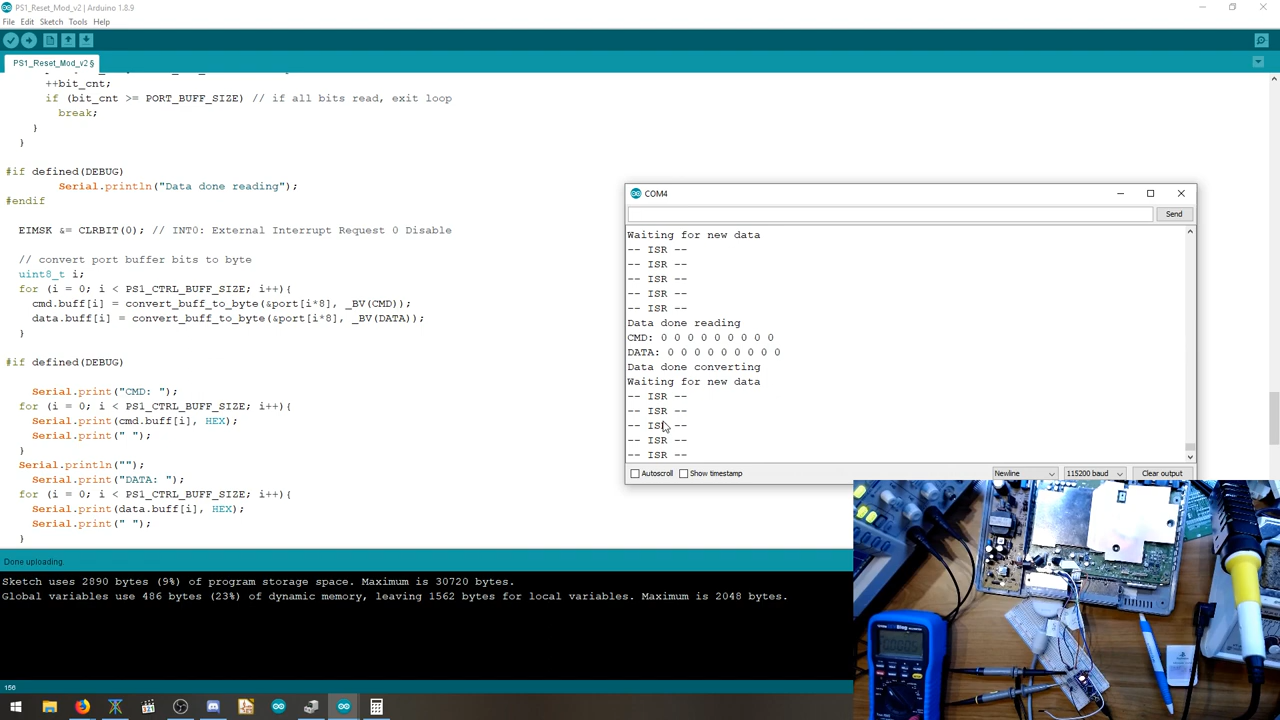 PS1_Reset_Mod_v2 | Arduino 1.8.9
File Edit Sketch Tools Help
PS1_Reset_Mod_v2 §
++bit_cnt;
if (bit_cnt >= PORT_BUFF_SIZE) // if all bits read, exit loop
break;
}
}
#if defined(DEBUG)
Serial.println("Data done reading");
#endif
EIMSK &= CLRBIT(0); // INT0: External Interrupt Request 0 Disable
// convert port buffer bits to byte
uint8_t i;
for (i = 0; i < PS1_CTRL_BUFF_SIZE; i++){
cmd.buff[i] = convert_buff_to_byte(&port[i*8], _BV(CMD));
data.buff[i] = convert_buff_to_byte(&port[i*8], _BV(DATA));
}
#if defined(DEBUG)
Serial.print("CMD: ");
for (i = 0; i < PS1_CTRL_BUFF_SIZE; i++){
Serial.print(cmd.buff[i], HEX);
Serial.print(" ");
}
Serial.println("");
Serial.print("DATA: ");
for (i = 0; i < PS1_CTRL_BUFF_SIZE; i++){
Serial.print(data.buff[i], HEX);
Serial.print(" ");
}
COM4
Send
Waiting for new data
-- ISR --
-- ISR --
-- ISR --
-- ISR --
-- ISR --
Data done reading
CMD: 0 0 0 0 0 0 0 0 0
DATA: 0 0 0 0 0 0 0 0 0
Data done converting
Waiting for new data
-- ISR --
-- ISR --
-- ISR --
-- ISR --
-- ISR --
Autoscroll Show timestamp Newline 115200 baud Clear output
Done uploading.
Sketch uses 2890 bytes (9%) of program storage space. Maximum is 30720 bytes.
Global variables use 486 bytes (23%) of dynamic memory, leaving 1562 bytes for local variables. Maximum is 2048 bytes.
156